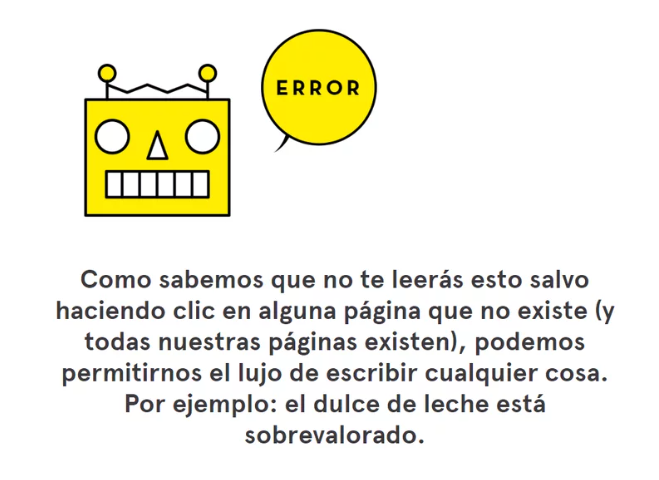 ERROR
Como sabemos que no te leerás esto salvo
haciendo clic en alguna página que no existe (y
todas nuestras páginas existen), podemos
permitirnos el lujo de escribir cualquier cosa.
Por ejemplo: el dulce de leche está
sobrevalorado.